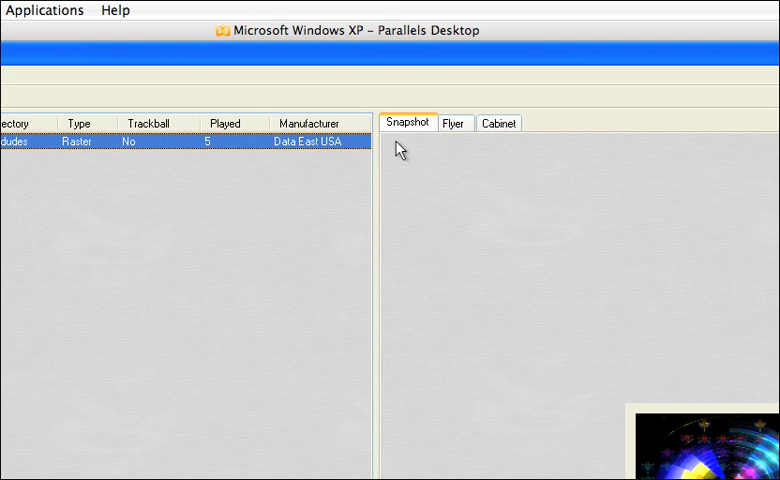 Applications Help
Microsoft Windows XP – Parallels Desktop
ectory Type Trackball Played Manufacturer
dudes Raster No 5 Data East USA
Snapshot Flyer Cabinet